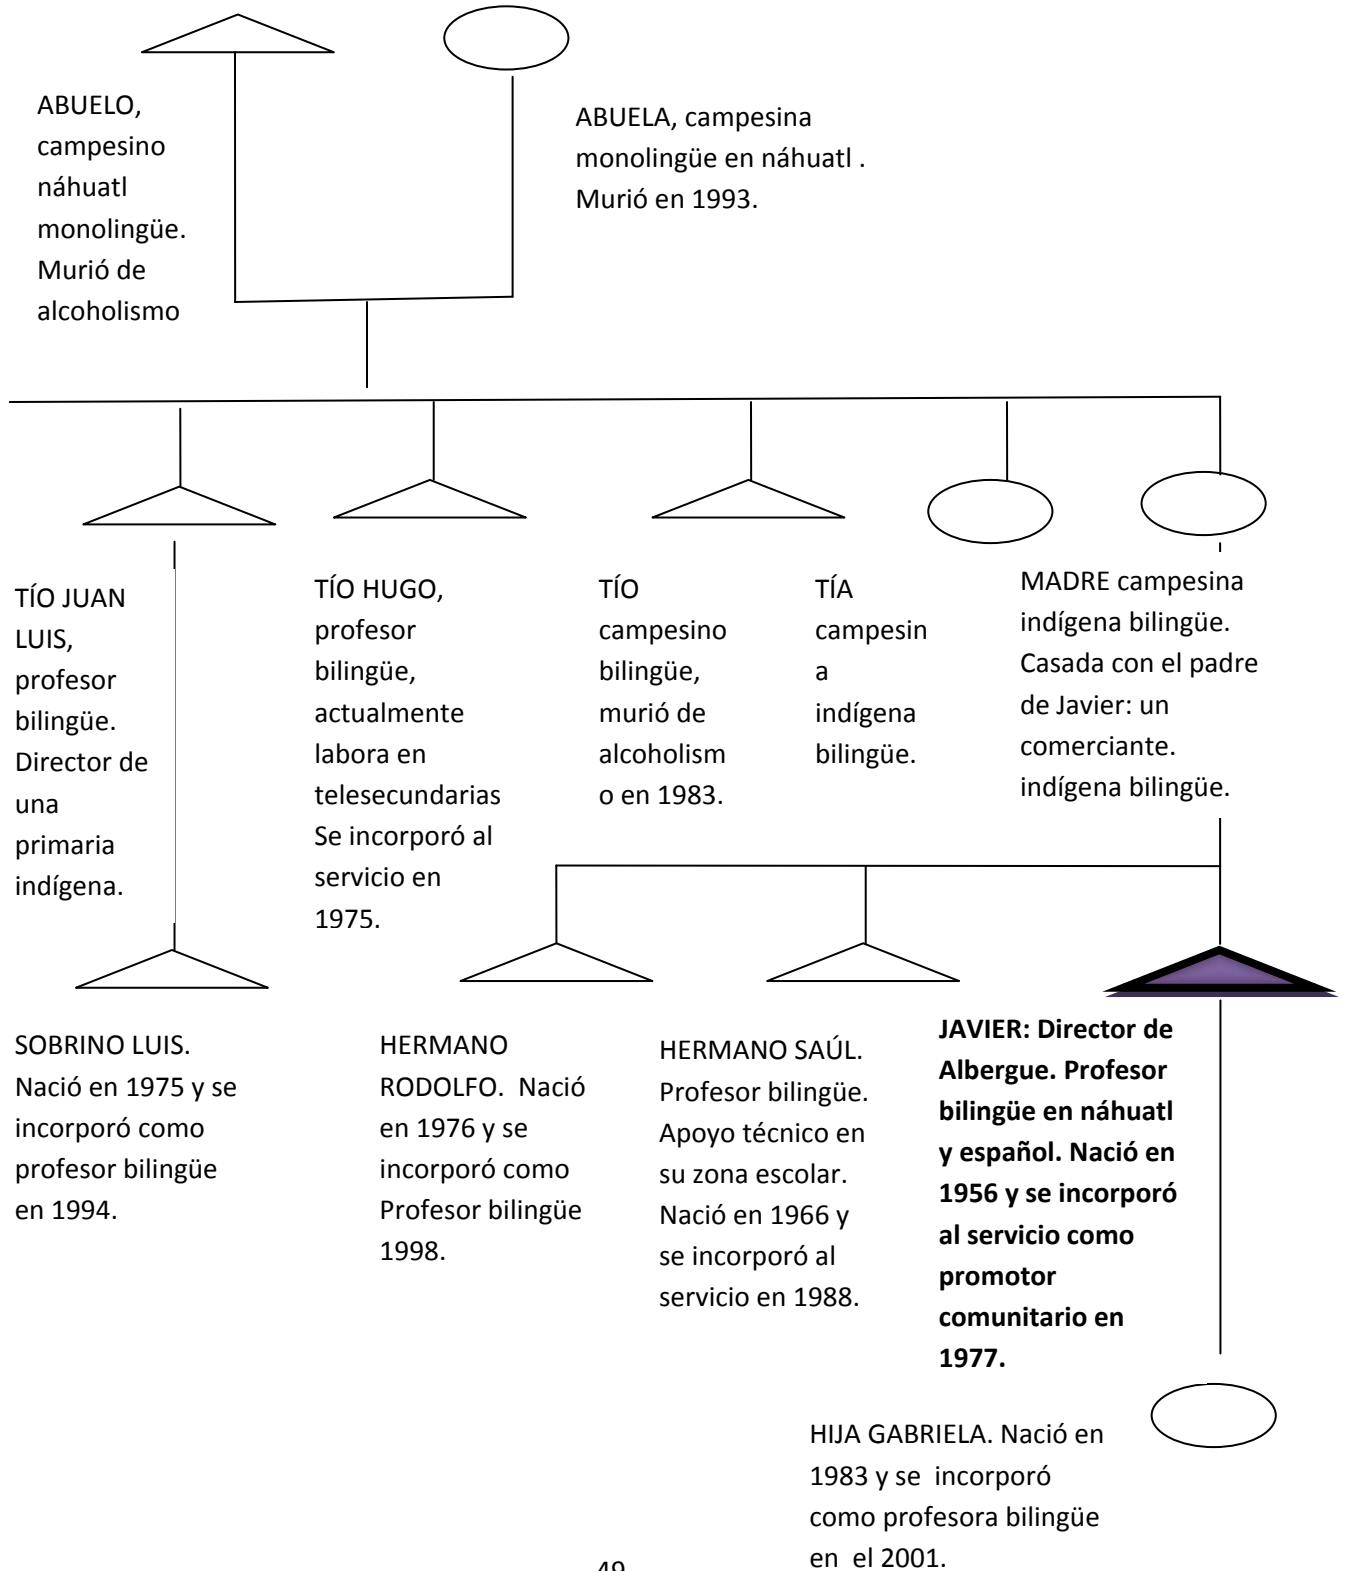 ABUELO,
campesino
náhuatl
monolingüe.
Murió de
alcoholismo
ABUELA, campesina
monolingüe en náhuatl .
Murió en 1993.
TÍO JUAN
LUIS,
profesor
bilingüe.
Director de
una
primaria
indígena.
TÍO HUGO,
profesor
bilingüe,
actualmente
labora en
telesecundarias
Se incorporó al
servicio en
1975.
TÍO
campesino
bilingüe,
murió de
alcoholism
o en 1983.
TÍA
campesin
a
indígena
bilingüe.
MADRE campesina
indígena bilingüe.
Casada con el padre
de Javier: un
comerciante.
indígena bilingüe.
SOBRINO LUIS.
Nació en 1975 y se
incorporó como
profesor bilingüe
en 1994.
HERMANO
RODOLFO.  Nació
en 1976 y se
incorporó como
Profesor bilingüe
1998.
HERMANO SAÚL.
Profesor bilingüe.
Apoyo técnico en
su zona escolar.
Nació en 1966 y
se incorporó al
servicio en 1988.
JAVIER: Director de
Albergue. Profesor
bilingüe en náhuatl
y español. Nació en
1956 y se incorporó
al servicio como
promotor
comunitario en
1977.
HIJA GABRIELA. Nació en
1983 y se  incorporó
como profesora bilingüe
en  el 2001.
49